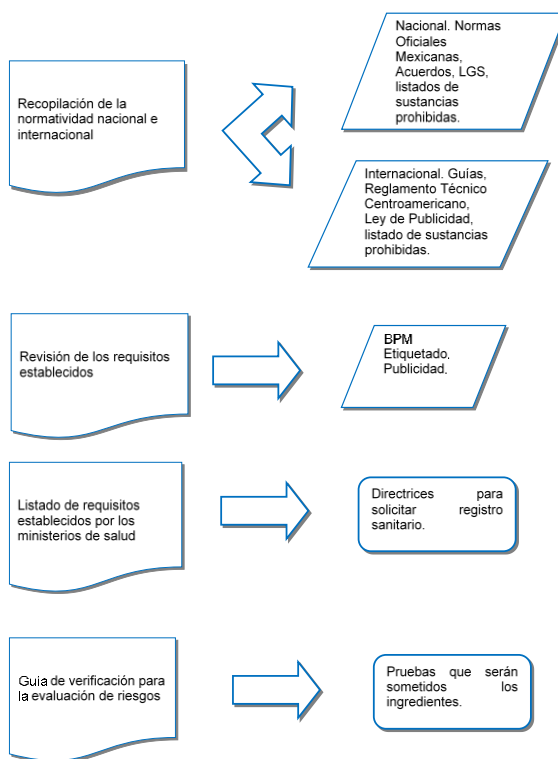 Recopilación de la
normatividad nacional e
internacional
Nacional. Normas
Oficiales
Mexicanas,
Acuerdos, LGS,
listados de
sustancias
prohibidas.
Internacional. Guías,
Reglamento Técnico
Centroamericano,
Ley de Publicidad,
listado de sustancias
prohibidas.
Revisión de los requisitos
establecidos
BPM
Etiquetado.
Publicidad.
Listado de requisitos
establecidos por los
ministerios de salud
Directrices para
solicitar registro
sanitario.
Guia de verificación para
la evaluación de riesgos
Pruebas que serán
sometidos los
ingredientes.